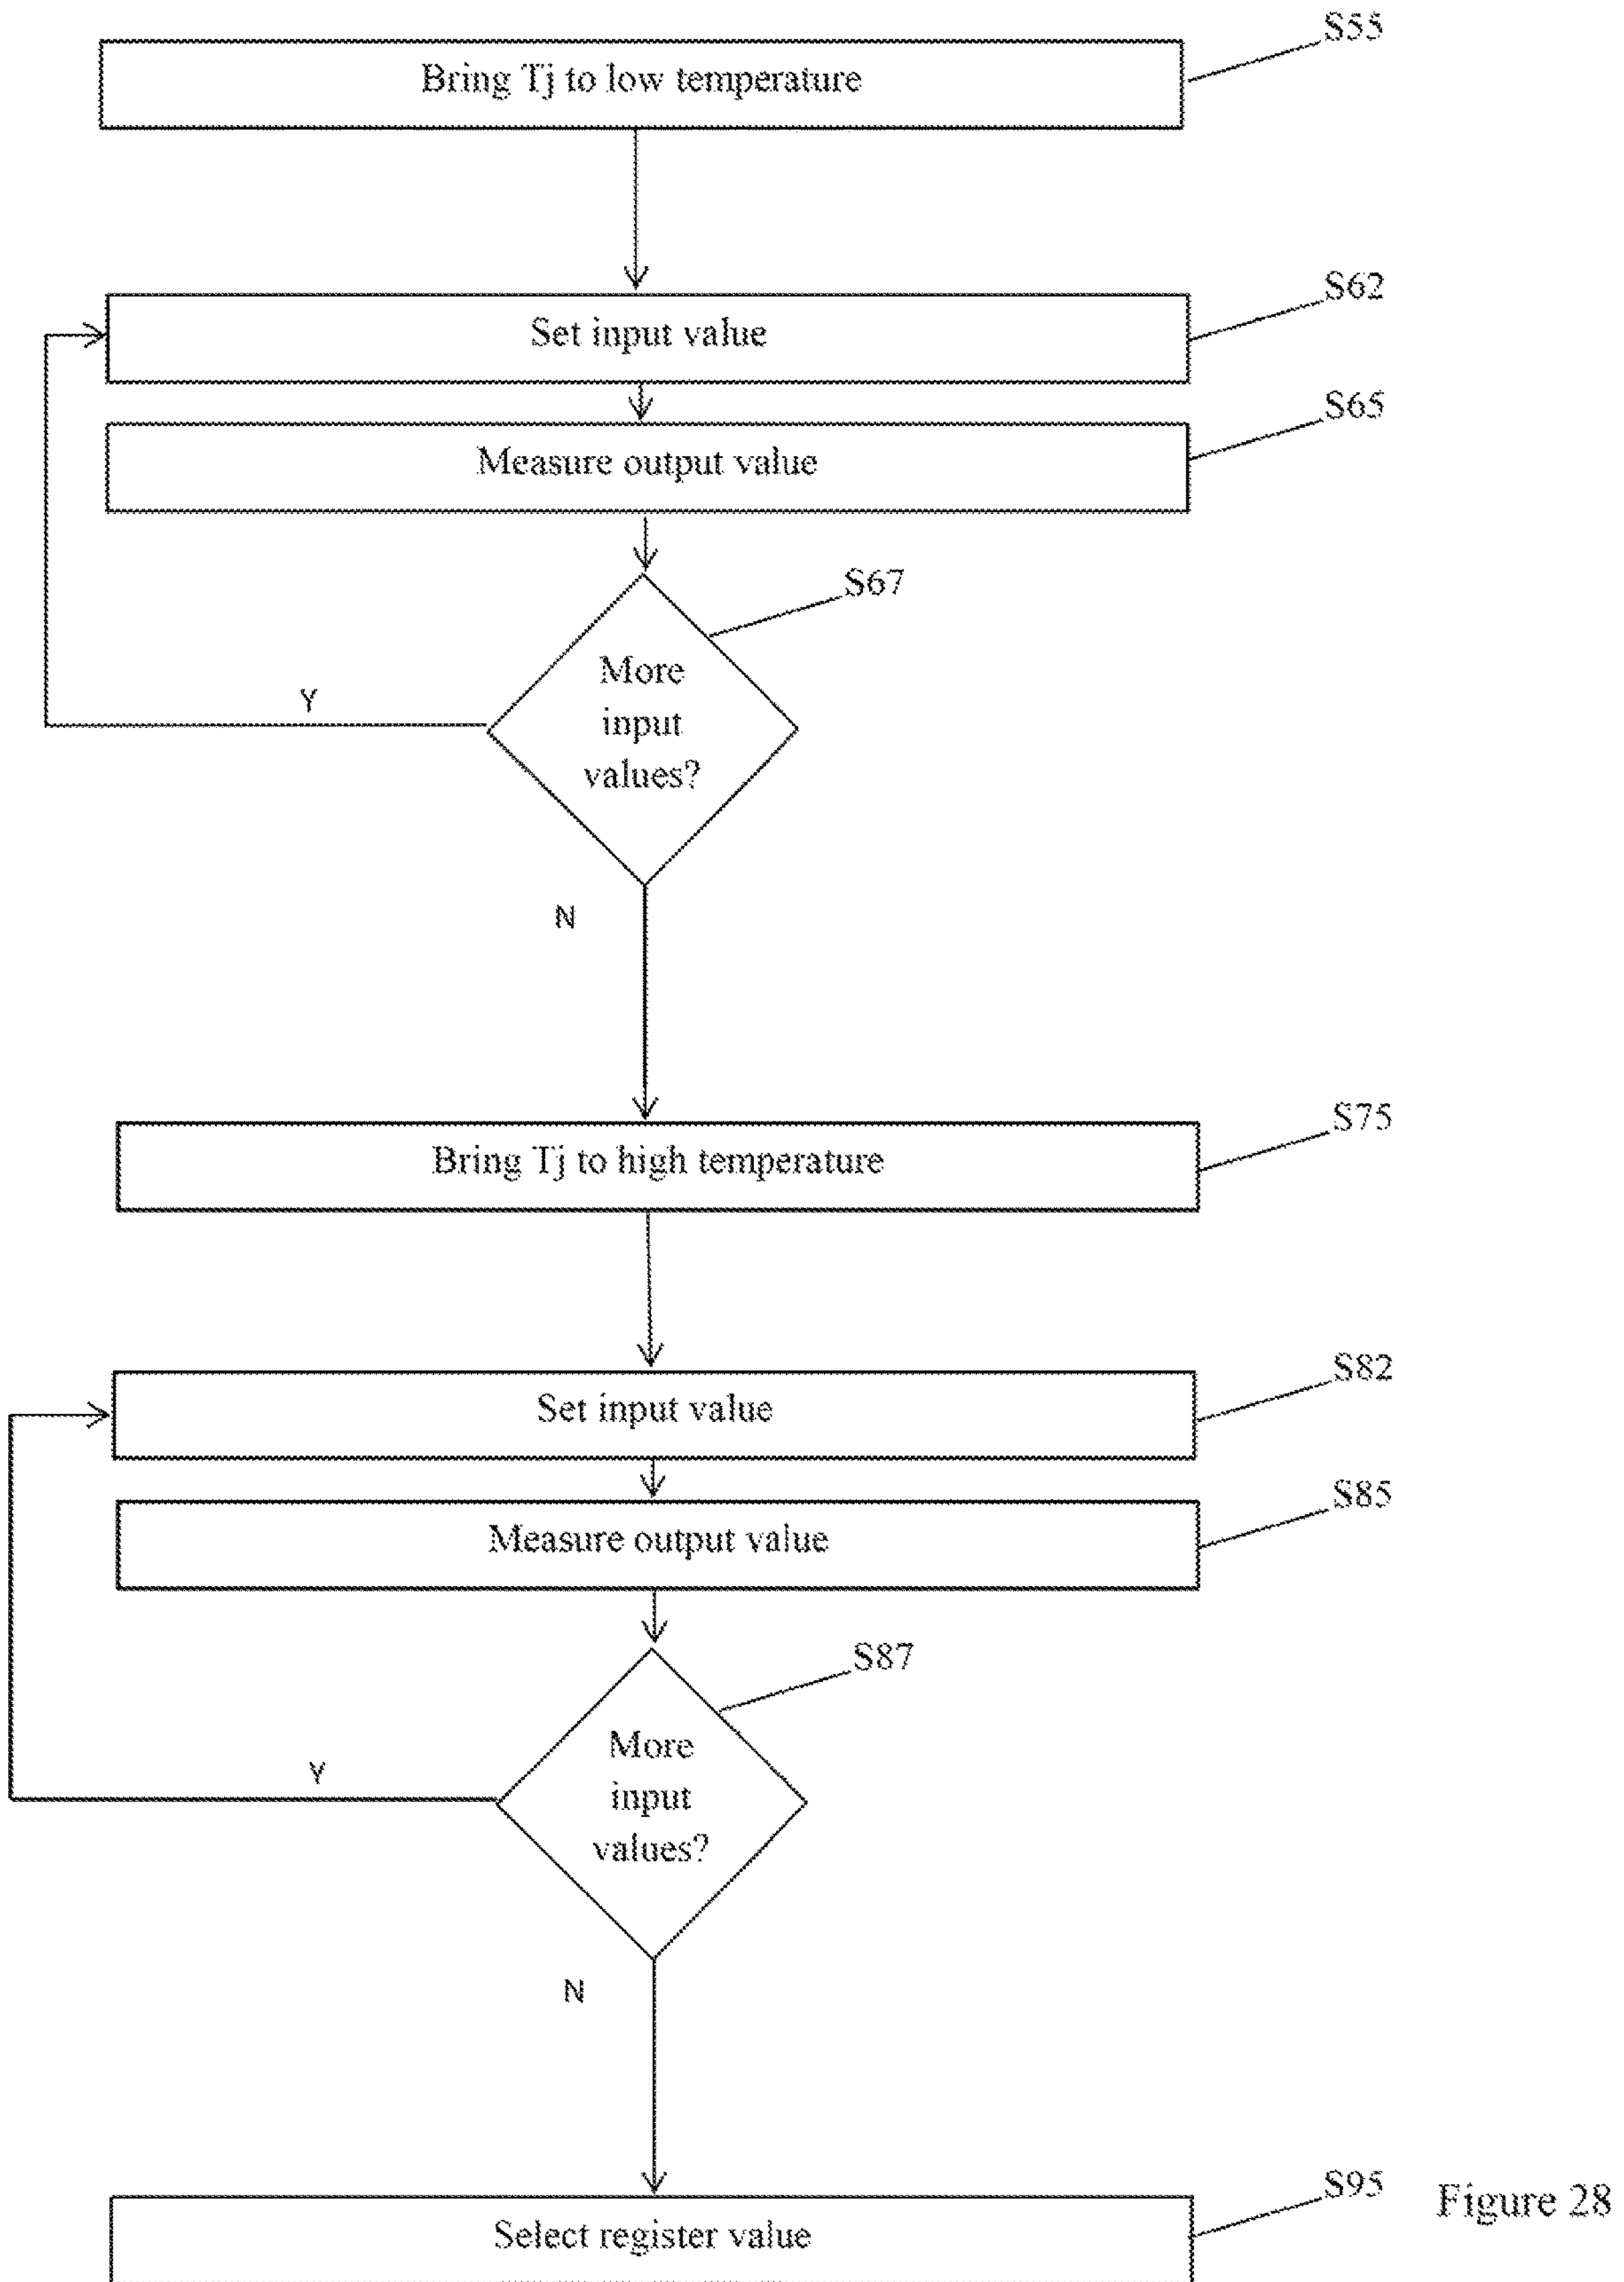 S55
Bring Tj to low temperature
S62
Set input value
S65
Measure output value
S67
More
input
values?
Y
N
S75
Bring Tj to high temperature
S82
Set input value
S85
Measure output value
S87
More
input
values?
Y
N
S95
Select register value
Figure 28